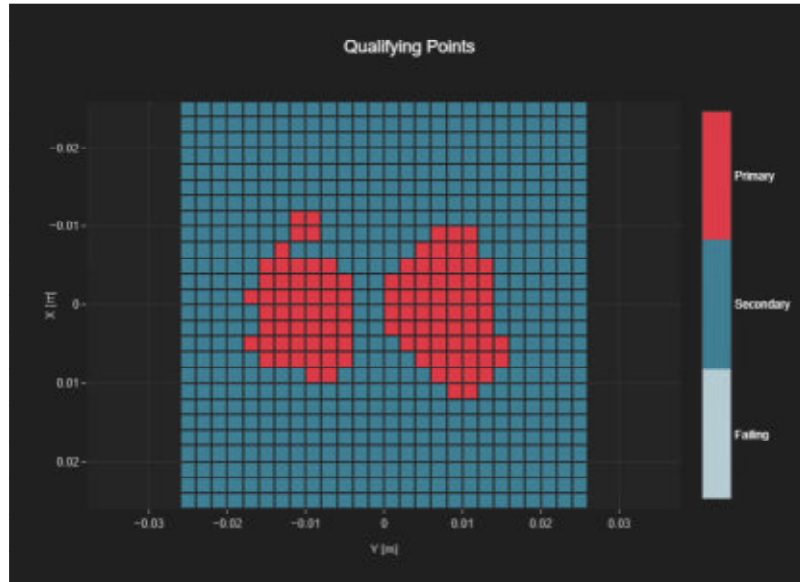 Qualifying Points
Primary
Secondary
Failing
−0.02
−0.01
0
0.01
0.02
X [m]
−0.03
−0.02
−0.01
0
0.01
0.02
0.03
Y [m]